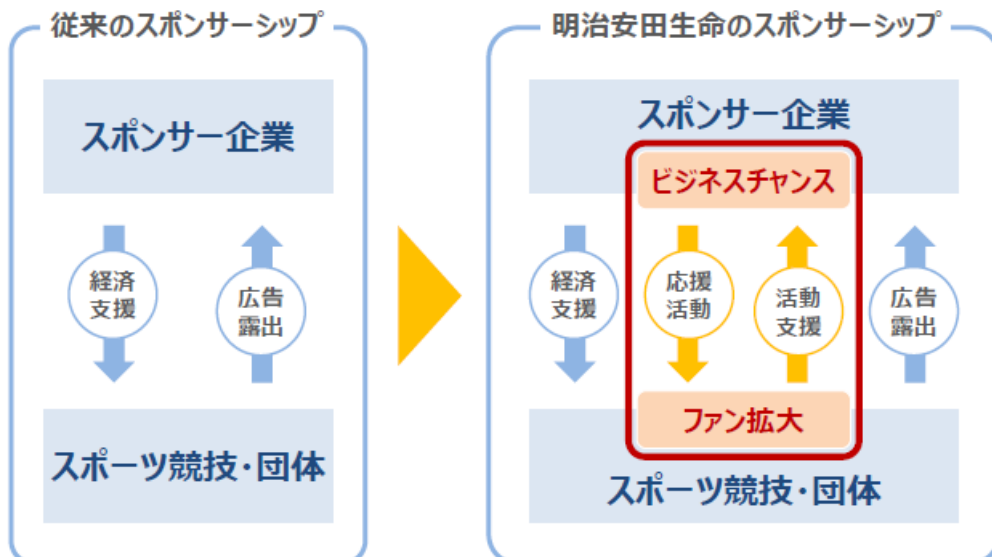 従来のスポンサーシップ
スポンサー企業
経済
支援
広告
露出
スポーツ競技・団体
明治安田生命のスポンサーシップ
スポンサー企業
ビジネスチャンス
経済
支援
応援
活動
活動
支援
広告
露出
ファン拡大
スポーツ競技・団体